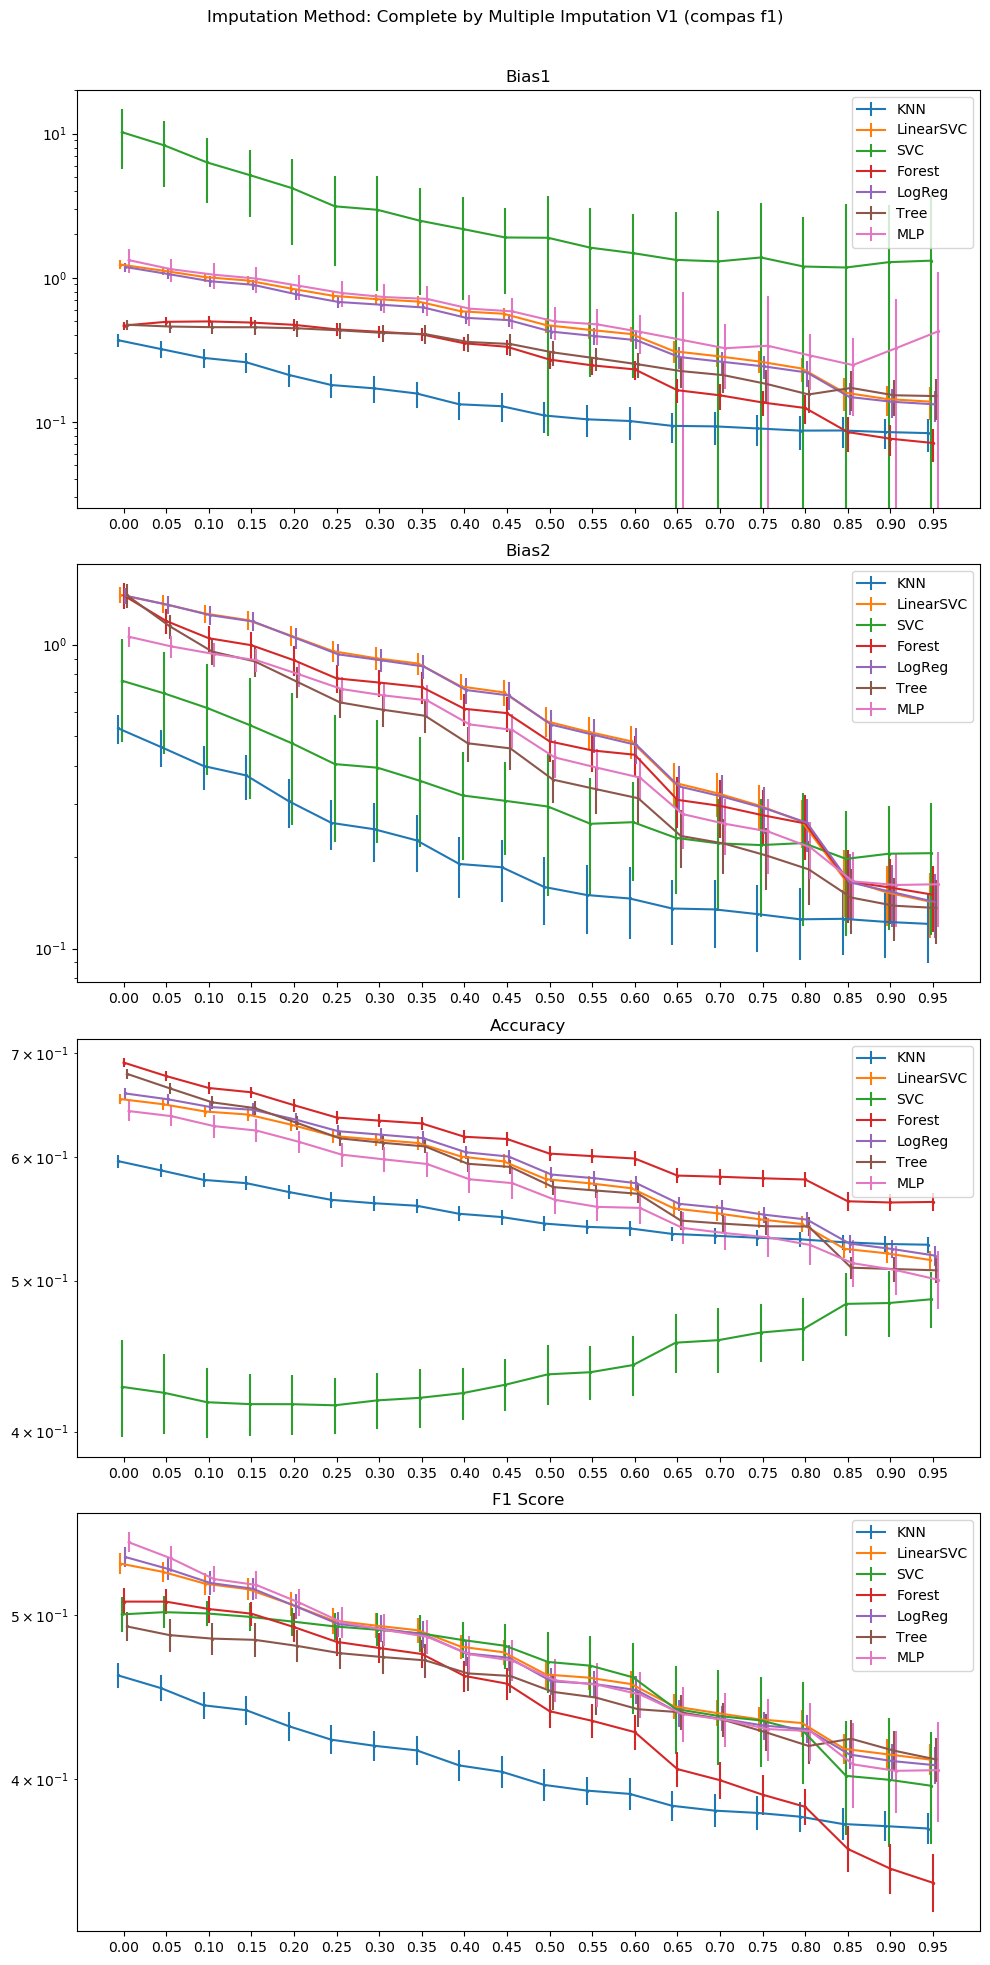 Imputation Method: Complete by Multiple Imputation V1 (compas f1)
Bias1
10¹
10⁰
10⁻¹
KNN
LinearSVC
SVC
Forest
LogReg
Tree
MLP
0.00 0.05 0.10 0.15 0.20 0.25 0.30 0.35 0.40 0.45 0.50 0.55 0.60 0.65 0.70 0.75 0.80 0.85 0.90 0.95
Bias2
10⁰
10⁻¹
KNN
LinearSVC
SVC
Forest
LogReg
Tree
MLP
0.00 0.05 0.10 0.15 0.20 0.25 0.30 0.35 0.40 0.45 0.50 0.55 0.60 0.65 0.70 0.75 0.80 0.85 0.90 0.95
Accuracy
7 × 10⁻¹
6 × 10⁻¹
5 × 10⁻¹
4 × 10⁻¹
KNN
LinearSVC
SVC
Forest
LogReg
Tree
MLP
0.00 0.05 0.10 0.15 0.20 0.25 0.30 0.35 0.40 0.45 0.50 0.55 0.60 0.65 0.70 0.75 0.80 0.85 0.90 0.95
F1 Score
5 × 10⁻¹
4 × 10⁻¹
KNN
LinearSVC
SVC
Forest
LogReg
Tree
MLP
0.00 0.05 0.10 0.15 0.20 0.25 0.30 0.35 0.40 0.45 0.50 0.55 0.60 0.65 0.70 0.75 0.80 0.85 0.90 0.95